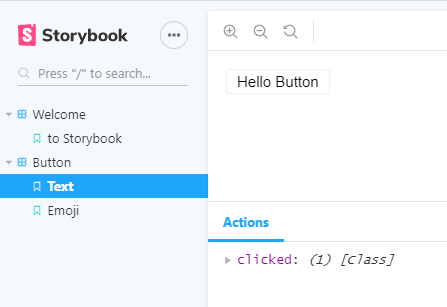 Storybook
Press "/" to search...
Welcome
to Storybook
Button
Text
Emoji
Hello Button
Actions
clicked: (1) [Class]